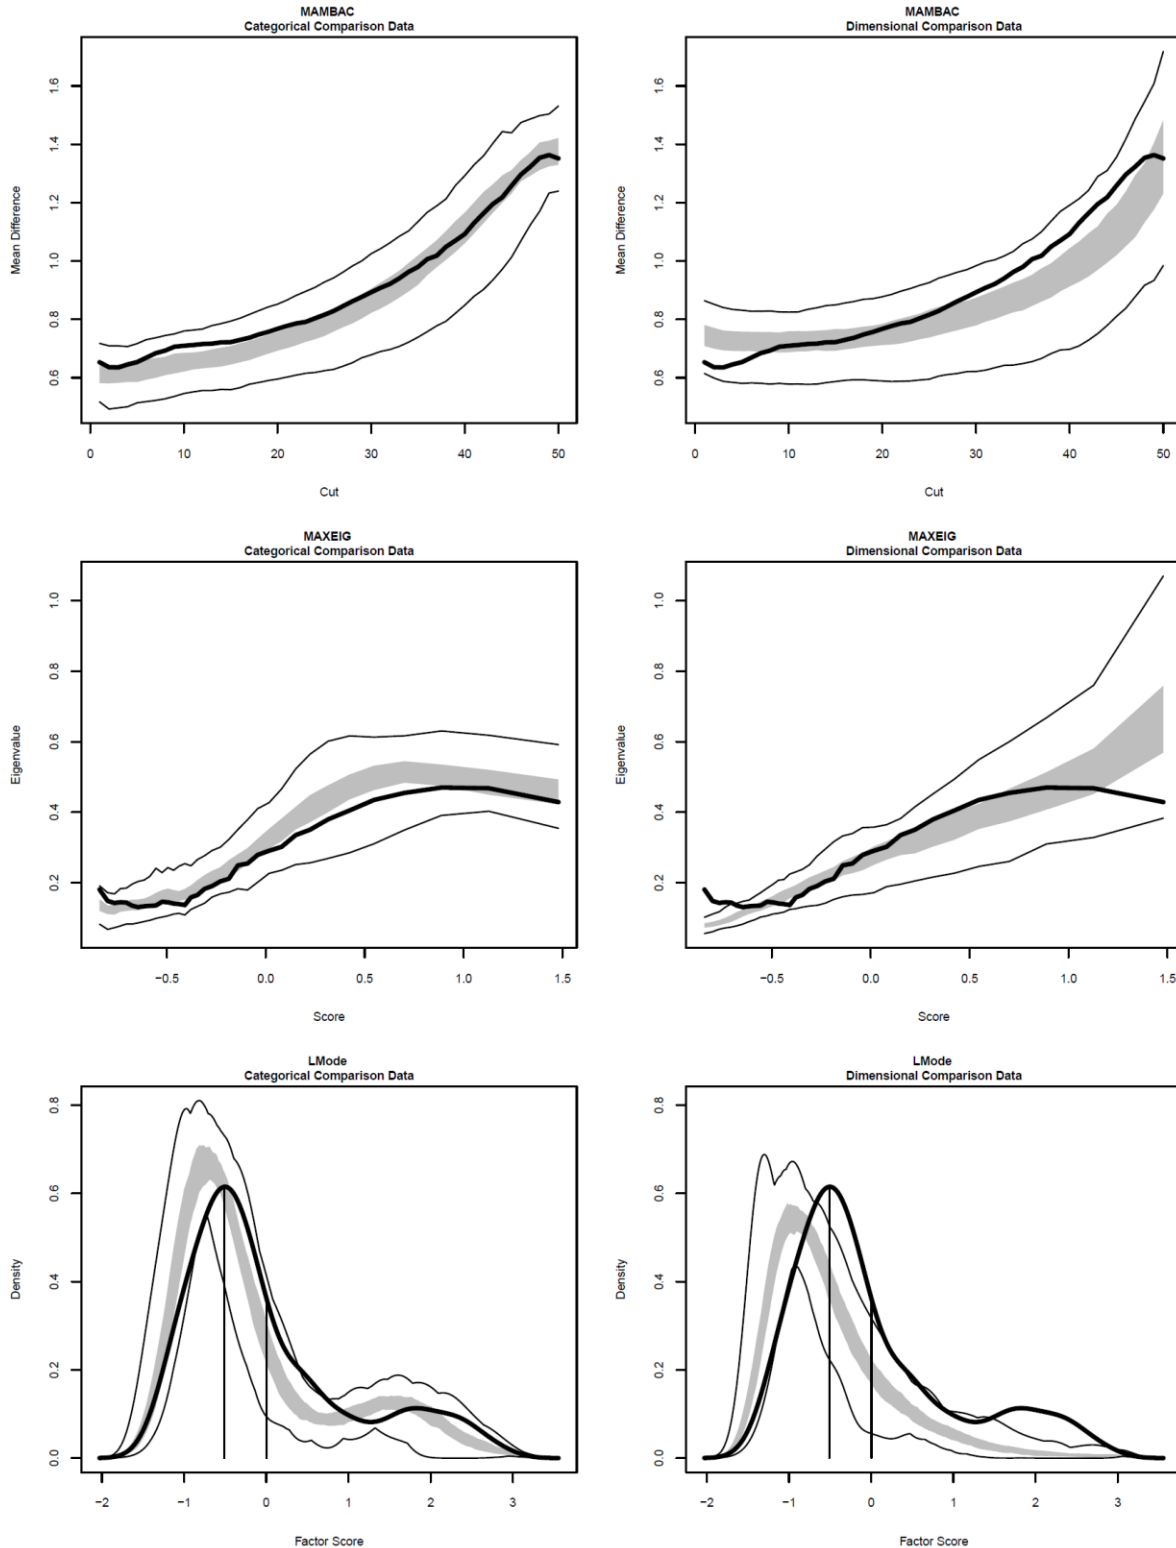 MAMBAC
Categorical Comparison Data
1.6
1.4
1.2
1.0
0.8
0.6
Mean Difference
0 10 20 30 40 50
Cut
MAMBAC
Dimensional Comparison Data
1.6
1.4
1.2
1.0
0.8
0.6
Mean Difference
0 10 20 30 40 50
Cut
MAXEIG
Categorical Comparison Data
1.0
0.8
0.6
0.4
0.2
Eigenvalue
−0.5 0.0 0.5 1.0 1.5
Score
MAXEIG
Dimensional Comparison Data
1.0
0.8
0.6
0.4
0.2
Eigenvalue
−0.5 0.0 0.5 1.0 1.5
Score
LMode
Categorical Comparison Data
0.8
0.6
0.4
0.2
0.0
Density
−2 −1 0 1 2 3
Factor Score
LMode
Dimensional Comparison Data
0.8
0.6
0.4
0.2
0.0
Density
−2 −1 0 1 2 3
Factor Score